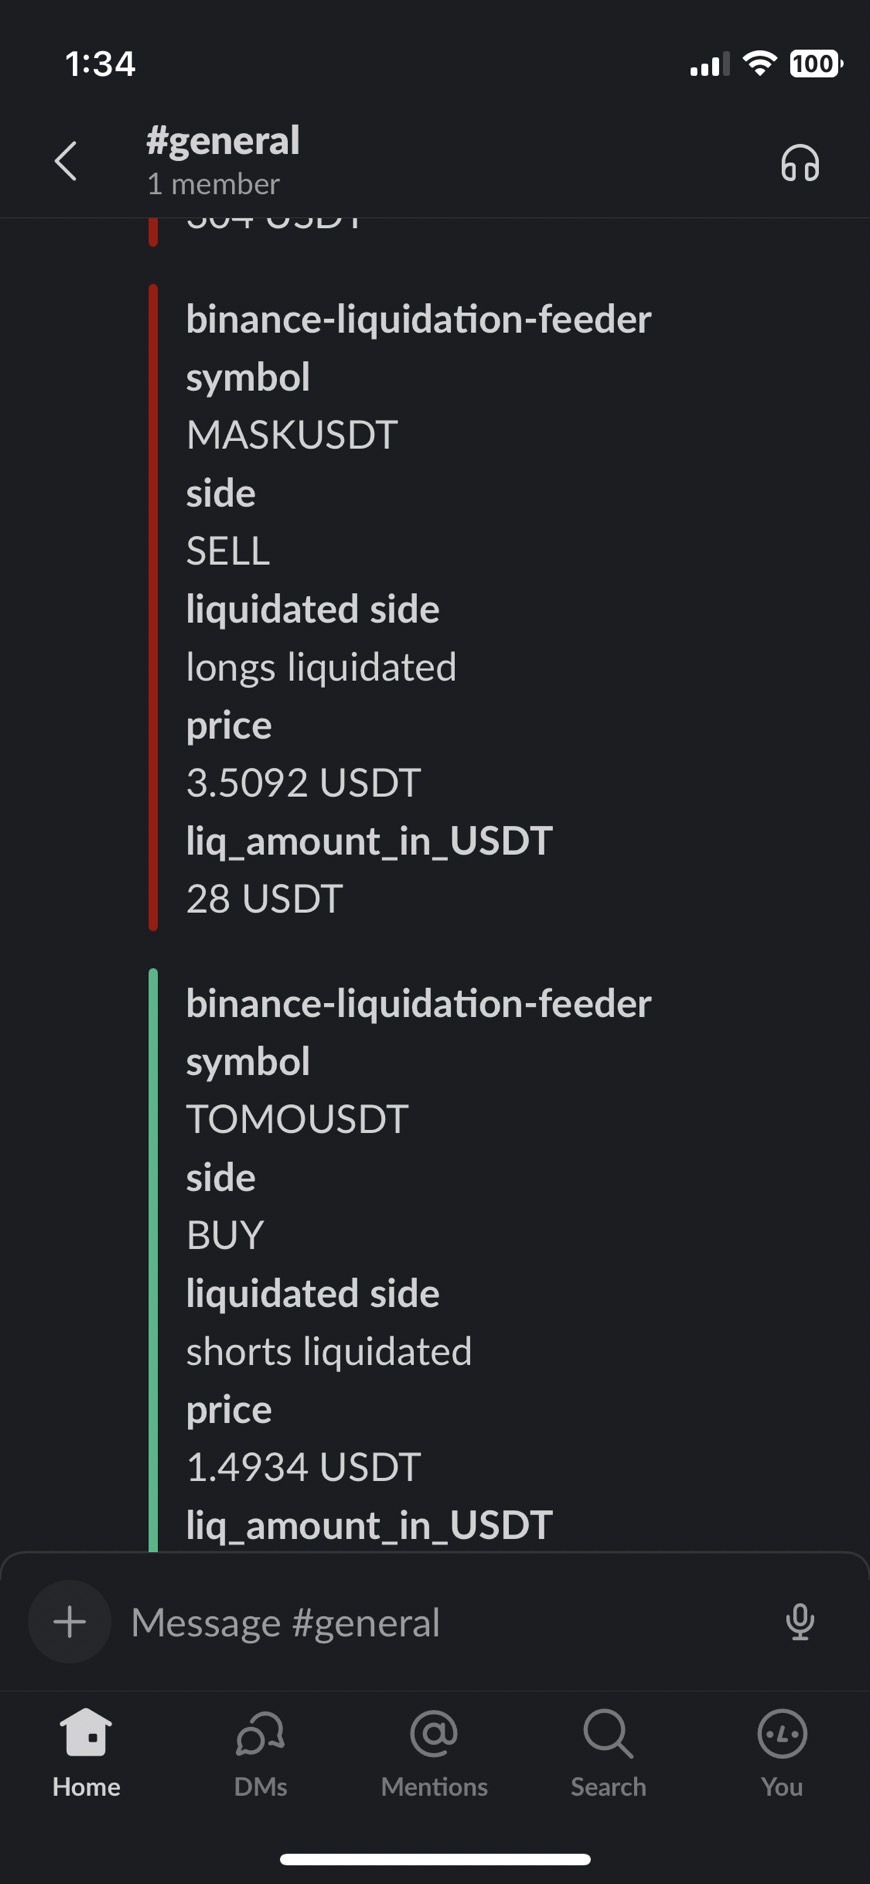 1:34
100
#general
1 member
304 USDT
binance-liquidation-feeder
symbol
MASKUSDT
side
SELL
liquidated side
longs liquidated
price
3.5092 USDT
liq_amount_in_USDT
28 USDT
binance-liquidation-feeder
symbol
TOMOUSDT
side
BUY
liquidated side
shorts liquidated
price
1.4934 USDT
liq_amount_in_USDT
Message #general
Home
DMs
Mentions
Search
You